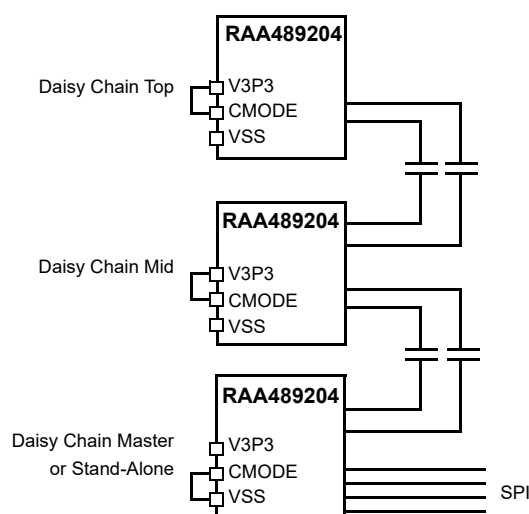 RAA489204
Daisy Chain Top
V3P3
CMODE
VSS
RAA489204
Daisy Chain Mid
V3P3
CMODE
VSS
RAA489204
Daisy Chain Master
or Stand-Alone
V3P3
CMODE
VSS
SPI